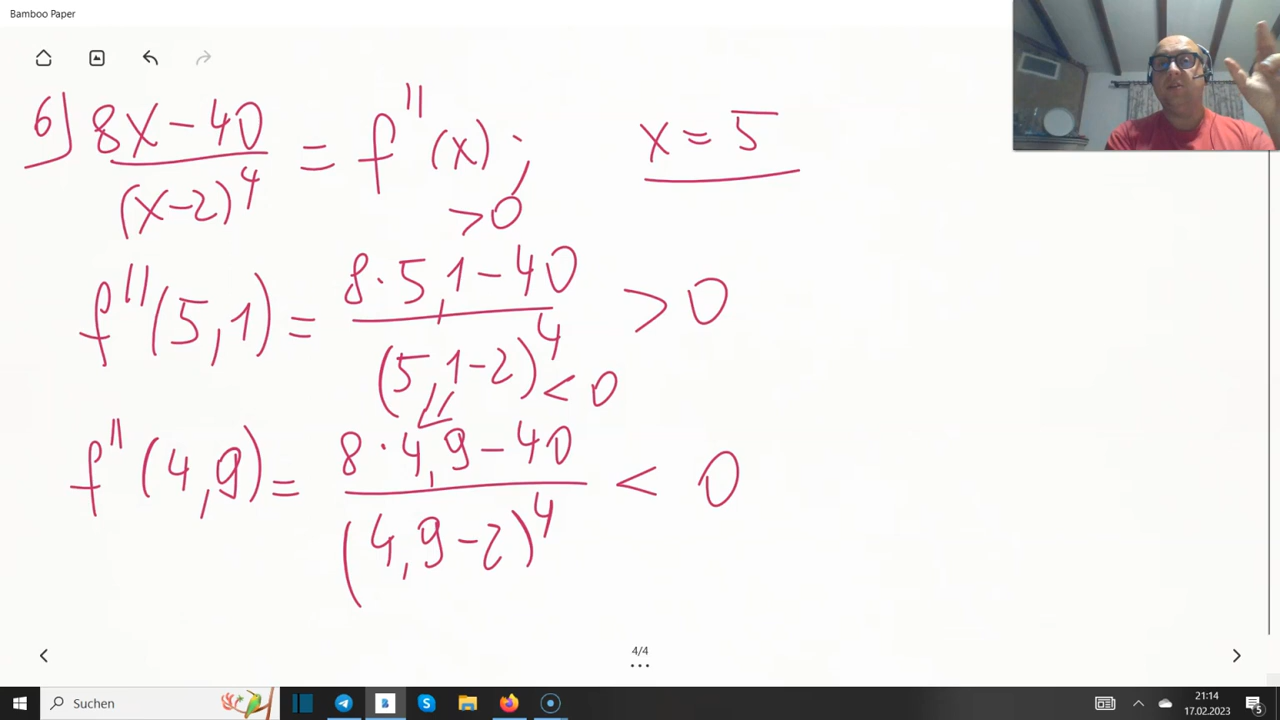 Bamboo Paper
6) 8x-40 / (x-2)^4 = f''(x); x = 5
>0
f''(5,1) = 8·5,1-40 / (5,1-2)^4 > 0
<0
f''(4,9) = 8·4,9-40 / (4,9-2)^4 < 0
4/4
Suchen
21:14
17.02.2023
5